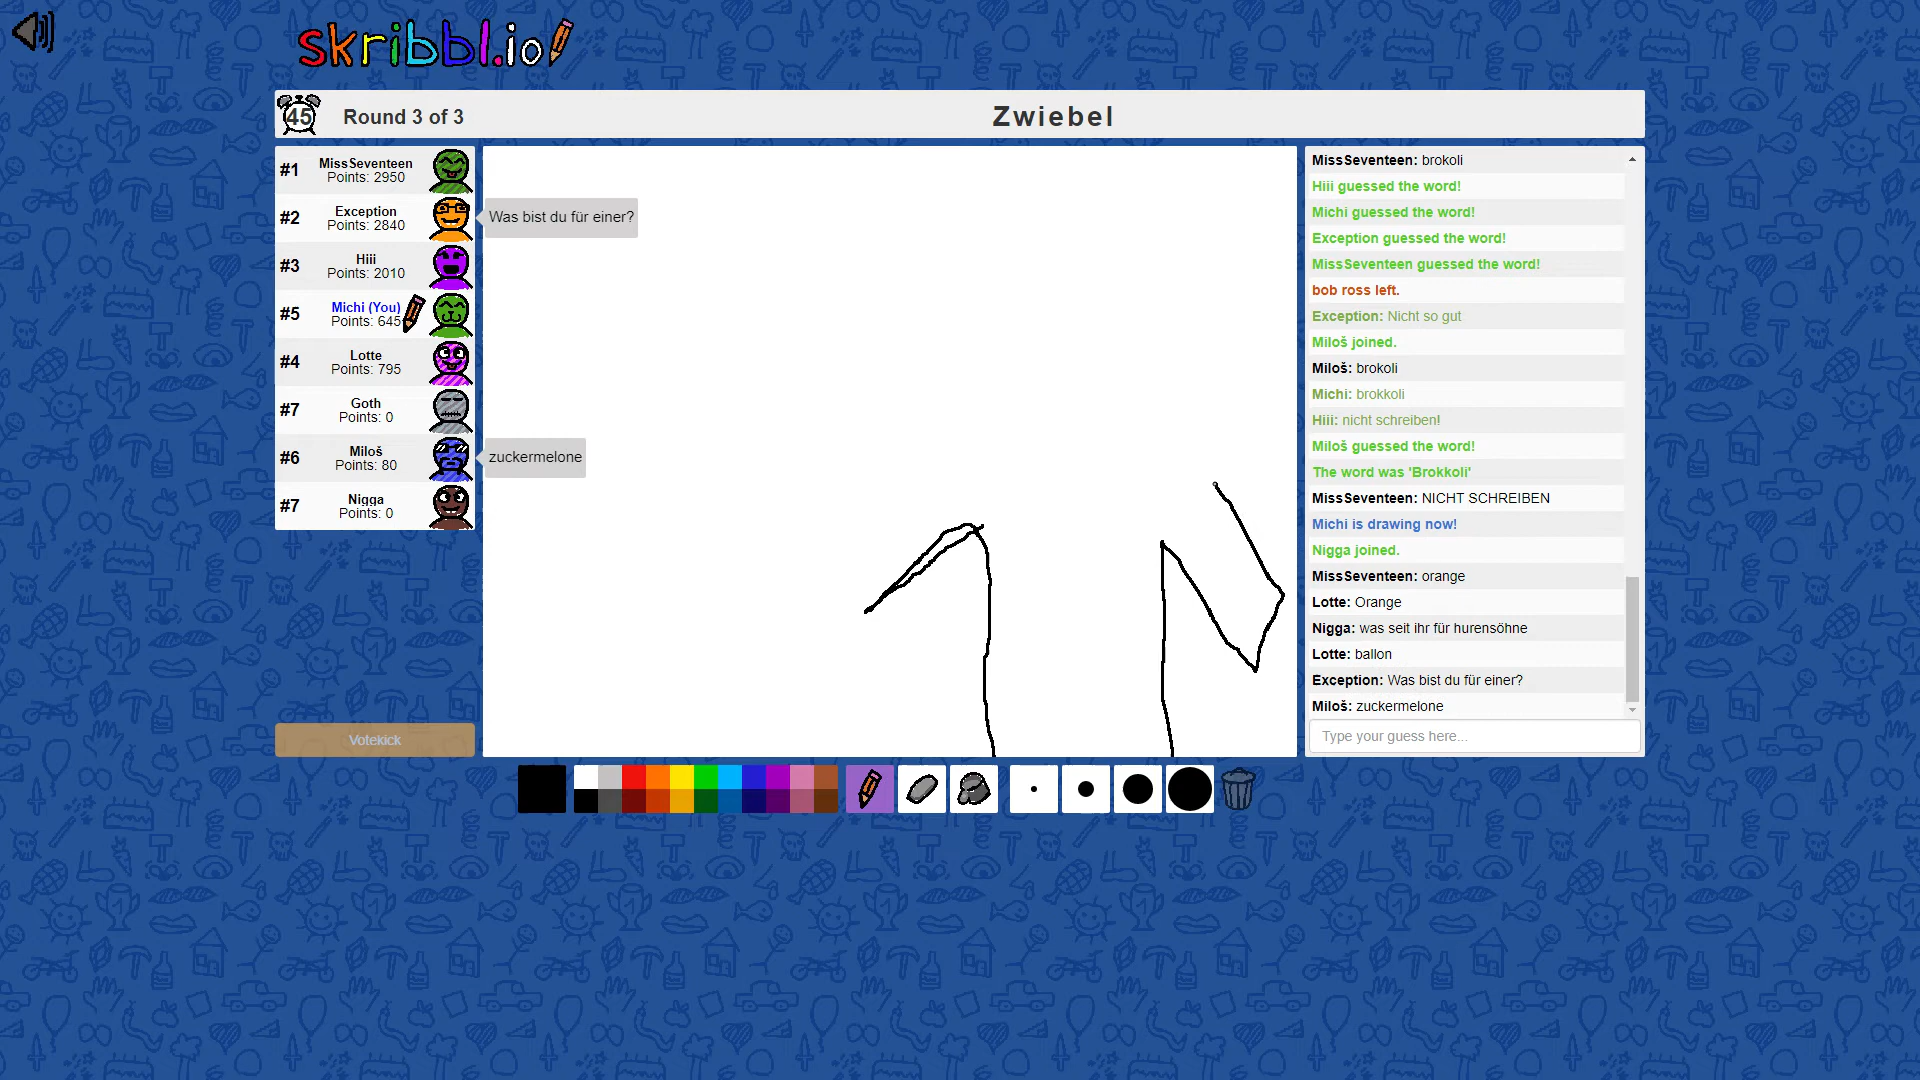 skribbl.io
45
Round 3 of 3
Zwiebel
#1
MissSeventeen
Points: 2950
#2
Exception
Points: 2840
Was bist du für einer?
#3
Hiii
Points: 2010
#5
Michi (You)
Points: 645
#4
Lotte
Points: 795
#7
Goth
Points: 0
#6
Miloš
Points: 80
zuckermelone
#7
Nigga
Points: 0
Votekick
MissSeventeen: brokoli
Hiii guessed the word!
Michi guessed the word!
Exception guessed the word!
MissSeventeen guessed the word!
bob ross left.
Exception: Nicht so gut
Miloš joined.
Miloš: brokoli
Michi: brokkoli
Hiii: nicht schreiben!
Miloš guessed the word!
The word was 'Brokkoli'
MissSeventeen: NICHT SCHREIBEN
Michi is drawing now!
Nigga joined.
MissSeventeen: orange
Lotte: Orange
Nigga: was seit ihr für hurensöhne
Lotte: ballon
Exception: Was bist du für einer?
Miloš: zuckermelone
Type your guess here...